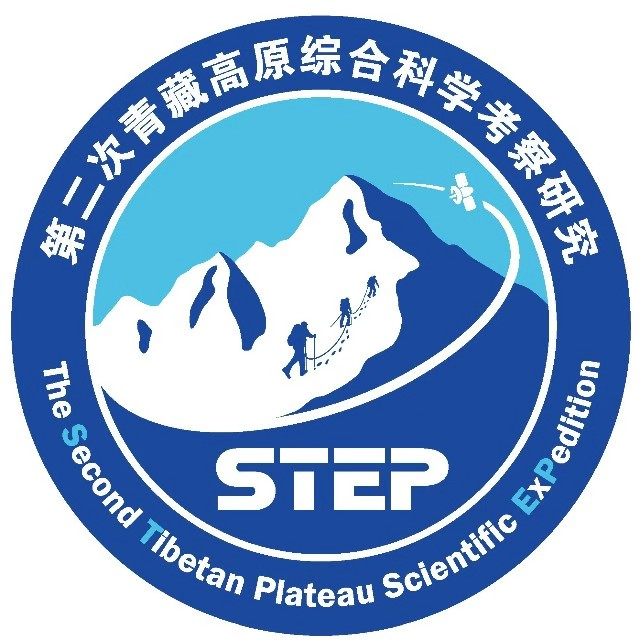 第二次青藏高原综合科学考察研究
STEP
The Second Tibetan Plateau Scientific ExPedition